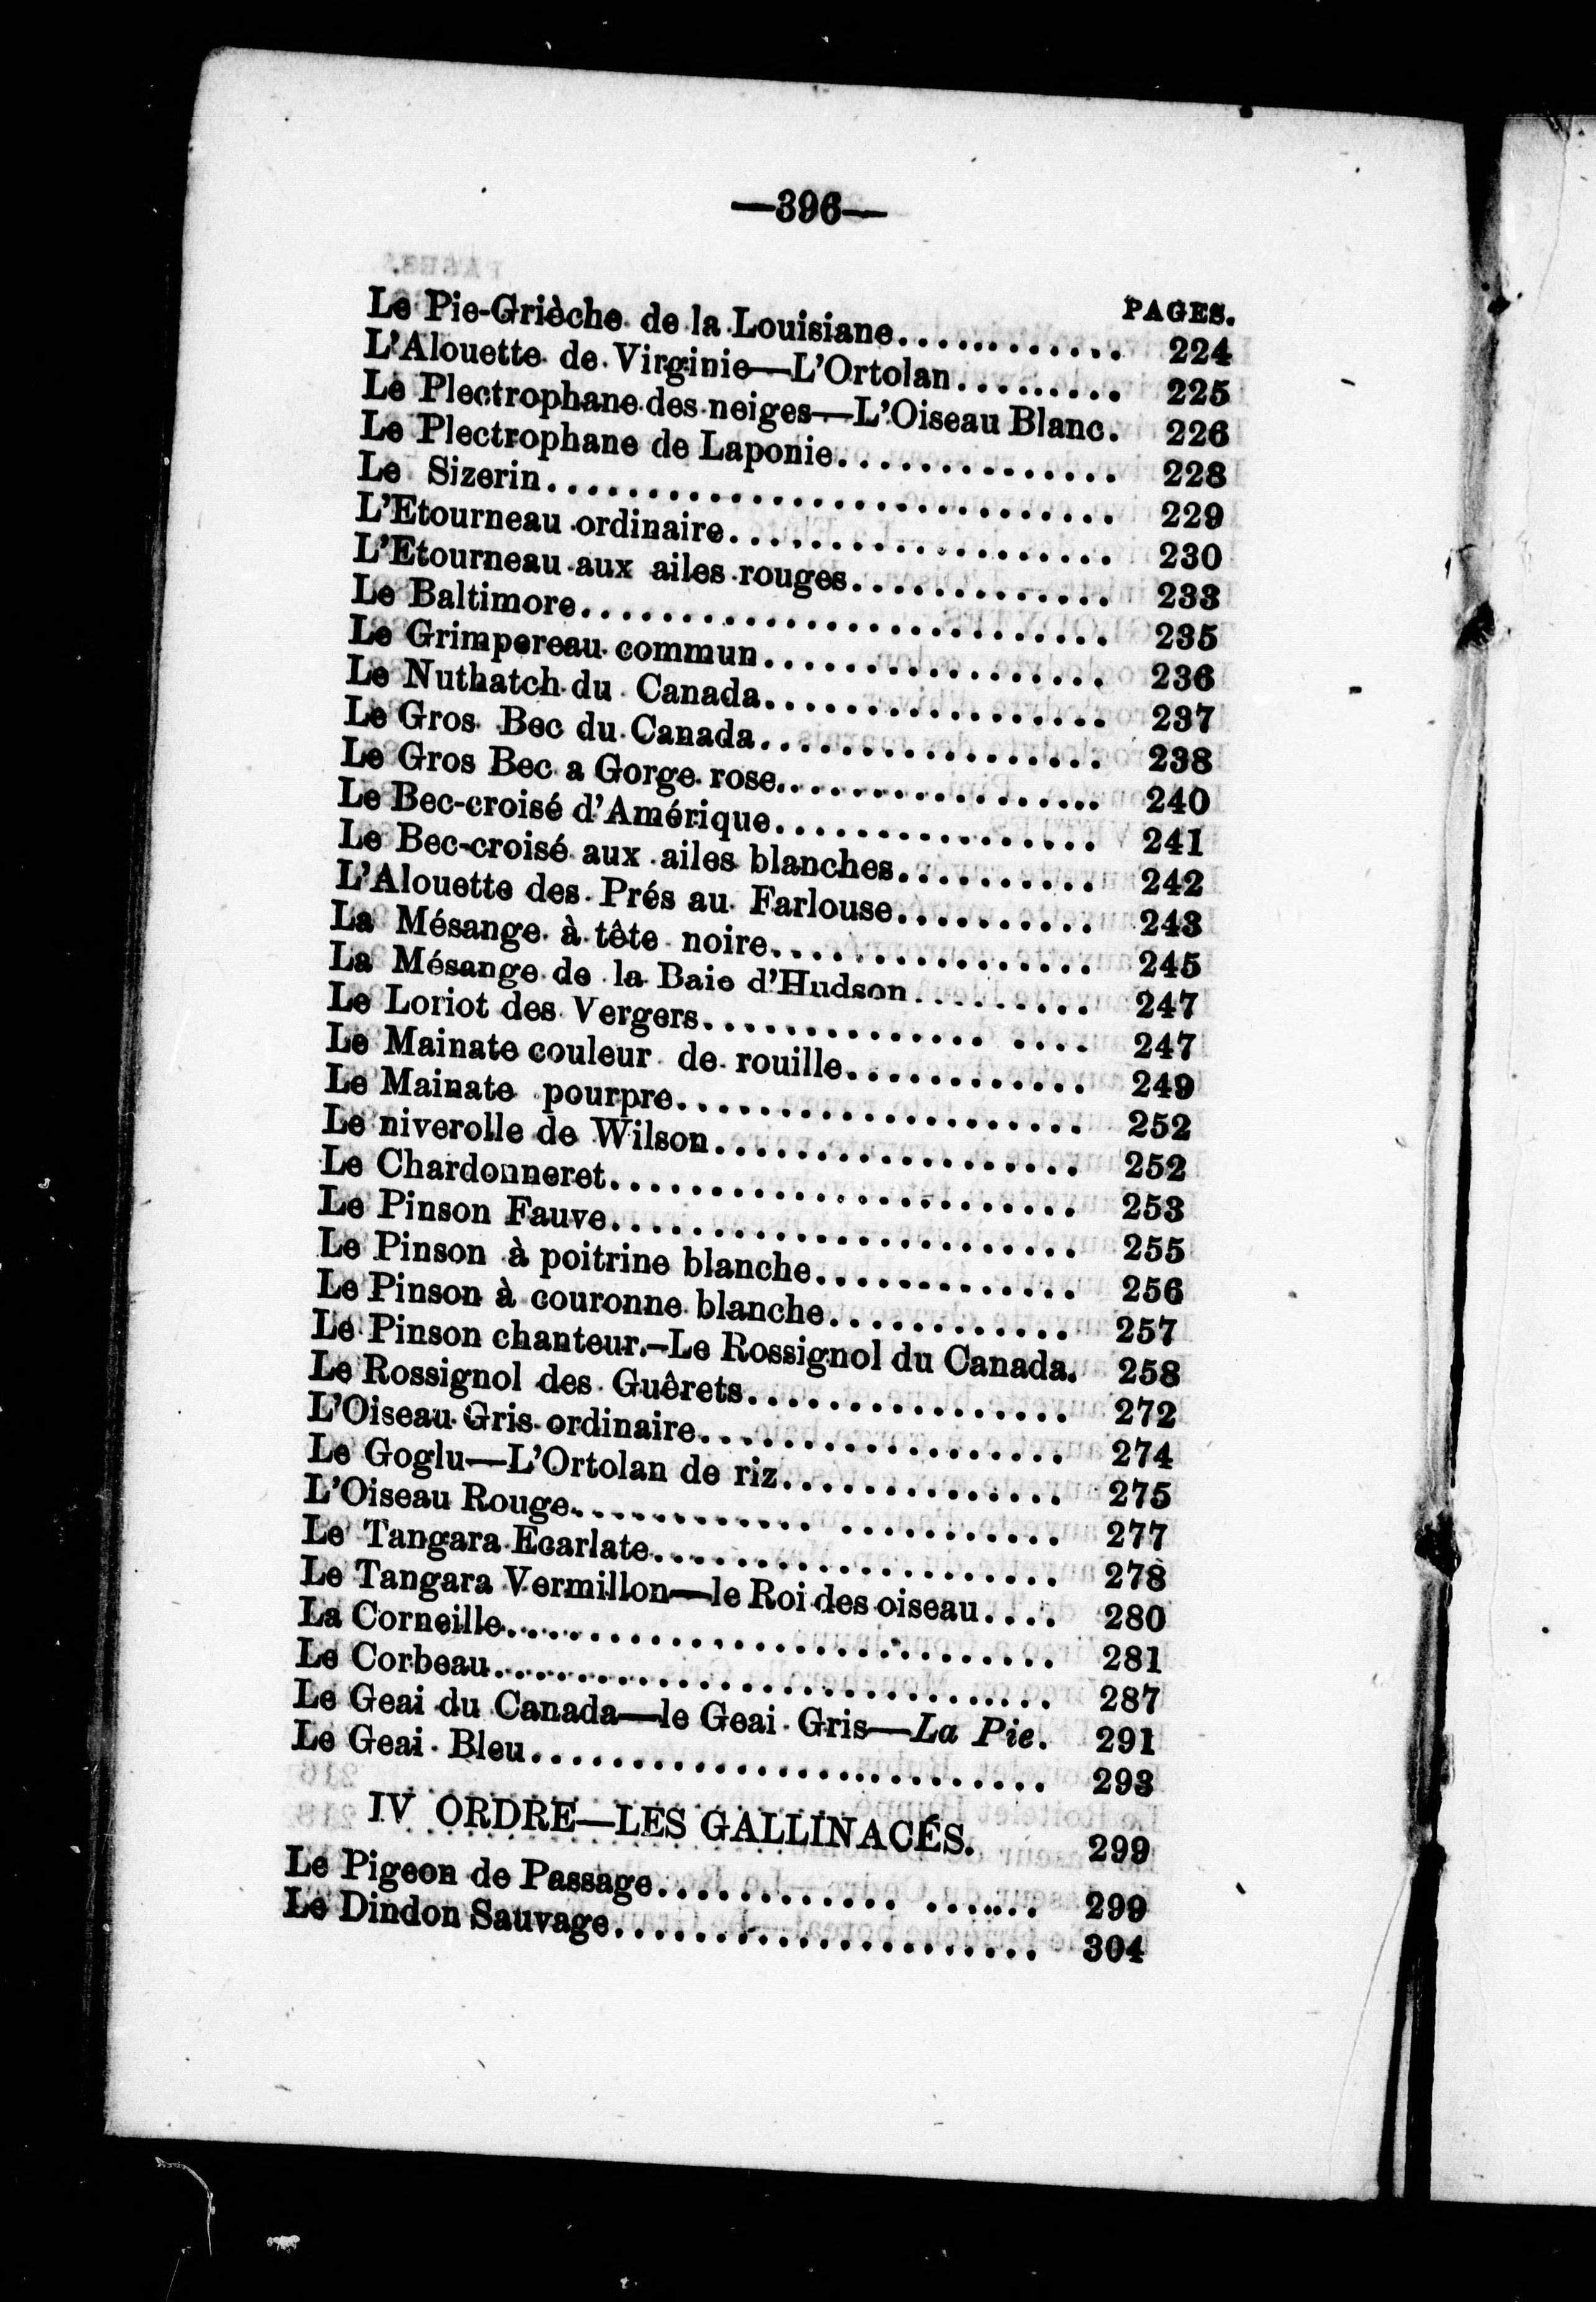 —396—
PAGES.
Le Pie-Grièche de la Louisiane............ 224
L'Alouette de Virginie—L'Ortolan......... 225
Le Plectrophane des neiges—L'Oiseau Blanc. 226
Le Plectrophane de Laponie.............. 228
Le Sizerin............................ 229
L'Etourneau ordinaire................... 230
L'Etourneau aux ailes rouges............. 233
Le Baltimore.......................... 235
Le Grimpereau commun................. 236
Le Nuthatch du Canada................. 237
Le Gros Bec du Canada................. 238
Le Gros Bec a Gorge rose................ 240
Le Bec-croisé d'Amérique................ 241
Le Bec-croisé aux ailes blanches.......... 242
L'Alouette des Prés au Farlouse.......... 243
La Mésange à tête noire................ 245
La Mésange de la Baie d'Hudson......... 247
Le Loriot des Vergers.............. .... 247
Le Mainate couleur de rouille............ 249
Le Mainate pourpre.................... 252
Le niverolle de Wilson.................. 252
Le Chardonneret....................... 253
Le Pinson Fauve....................... 255
Le Pinson à poitrine blanche............. 256
Le Pinson à couronne blanche............ 257
Le Pinson chanteur.–Le Rossignol du Canada. 258
Le Rossignol des Guêrets................ 272
L'Oiseau Gris ordinaire.................. 274
Le Goglu—L'Ortolan de riz.............. 275
L'Oiseau Rouge............ ........... 277
Le Tangara Ecarlate.................... 278
Le Tangara Vermillon—le Roi des oiseau.... 280
La Corneille........................... 281
Le Corbeau........................... 287
Le Geai du Canada—le Geai Gris—La Pie. 291
Le Geai Bleu.......................... 293
IV ORDRE—LES GALLINACÉS. 299
Le Pigeon de Passage............ ...... 299
Le Dindon Sauvage..................... 304